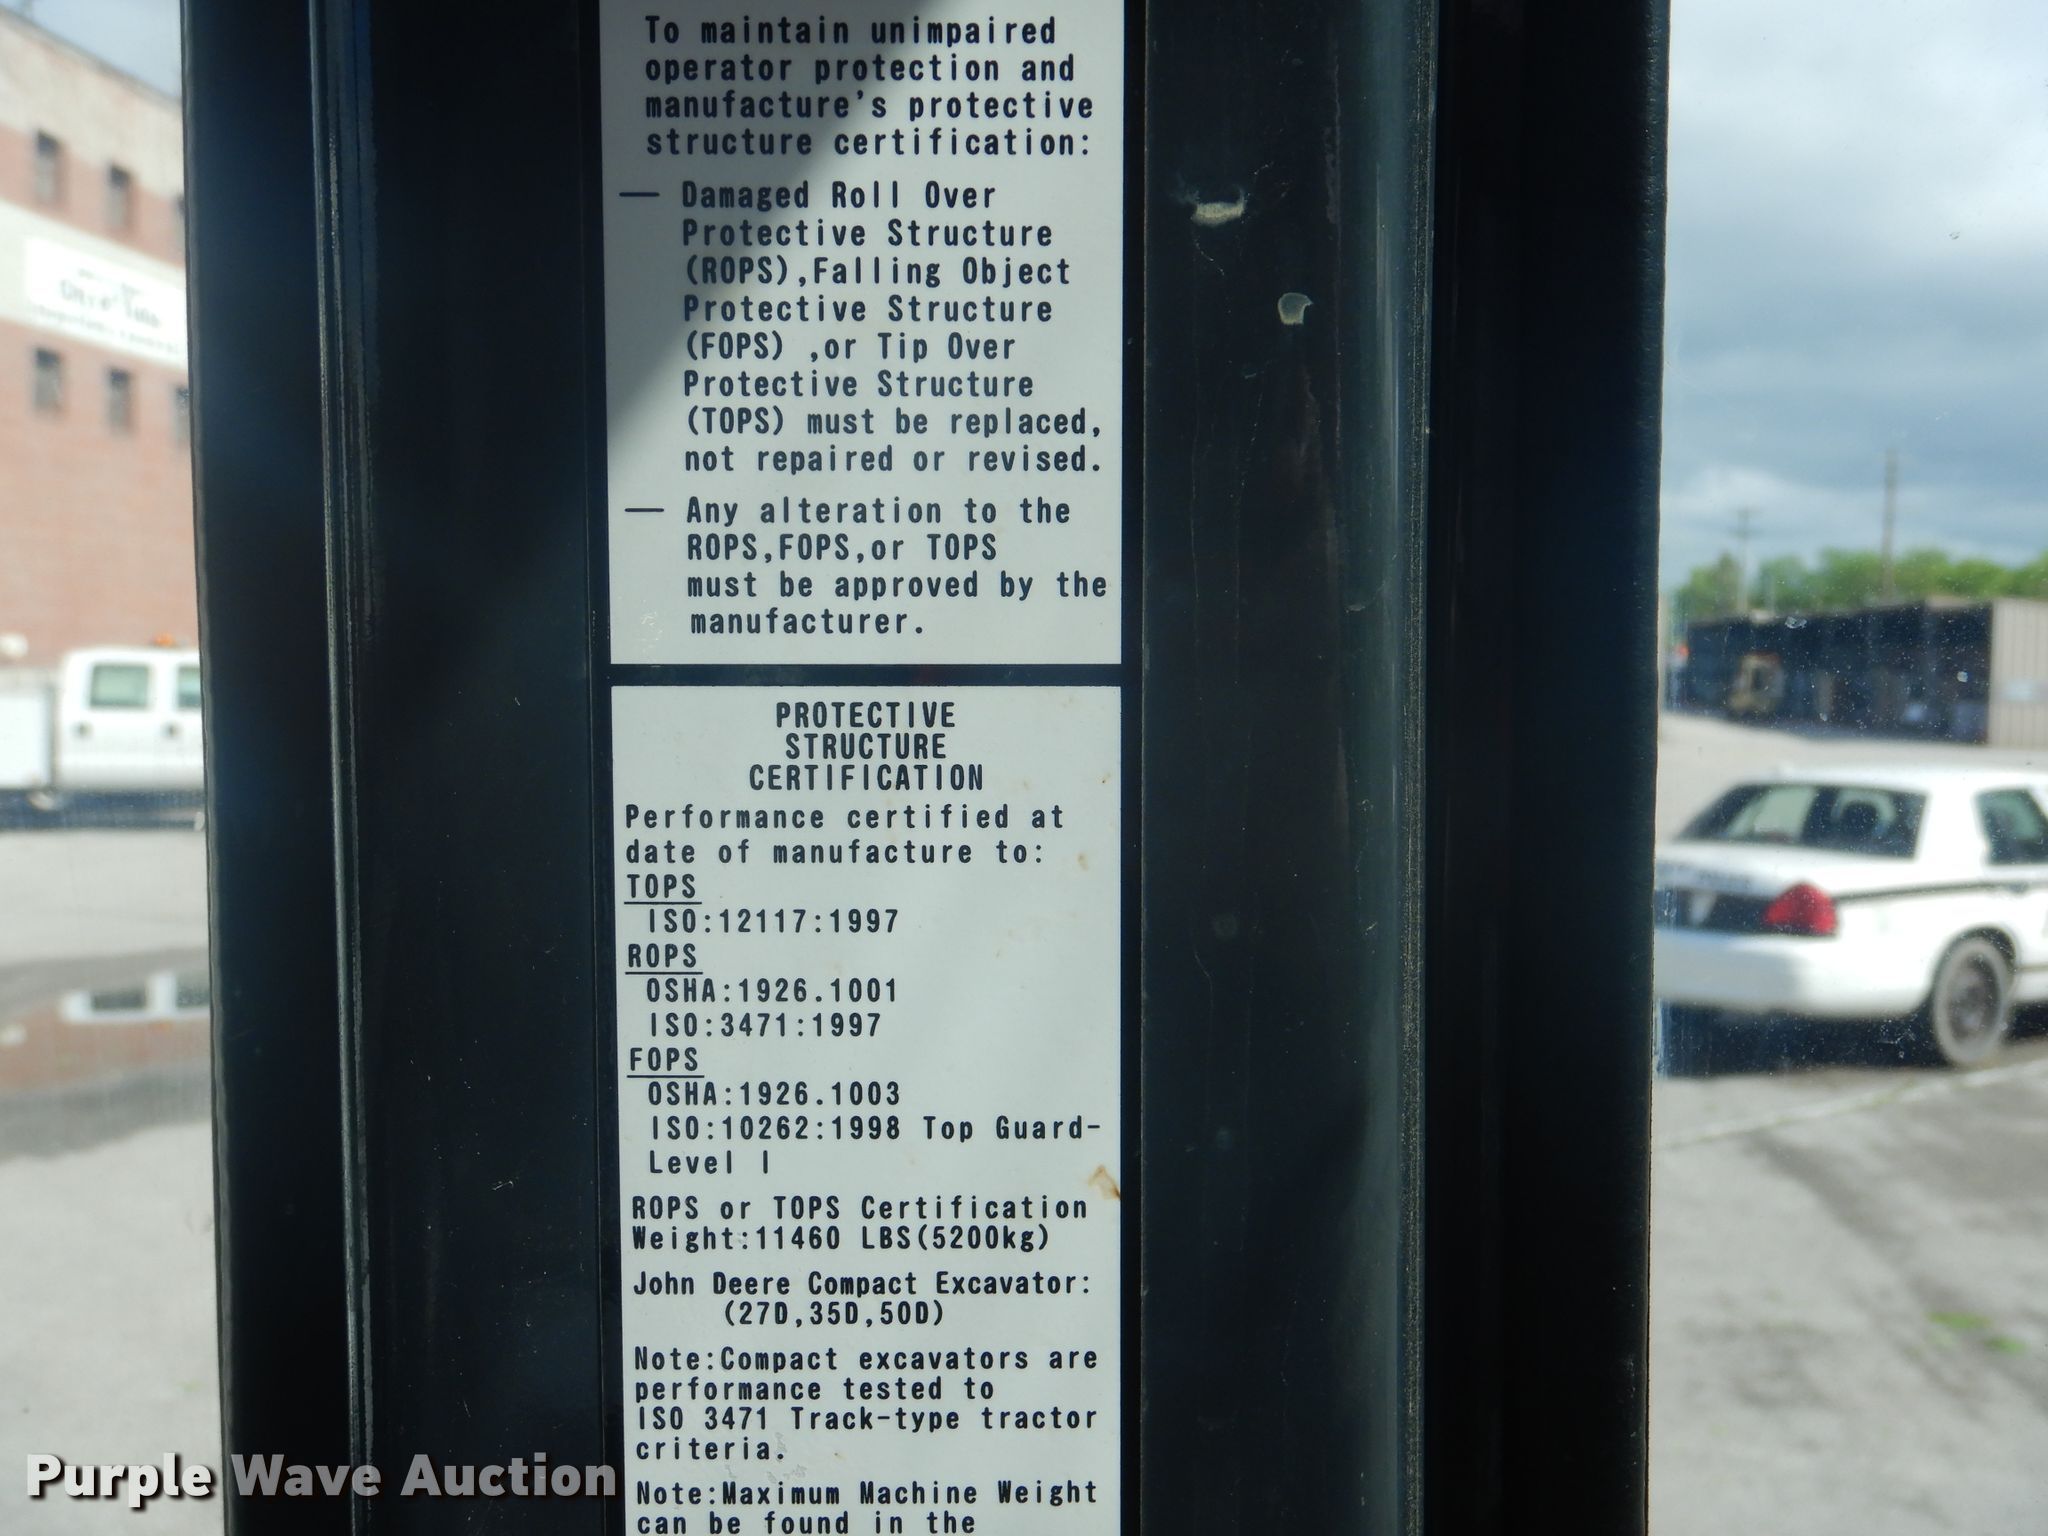 To maintain unimpaired
operator protection and
manufacture's protective
structure certification:
— Damaged Roll Over
Protective Structure
(ROPS),Falling Object
Protective Structure
(FOPS) ,or Tip Over
Protective Structure
(TOPS) must be replaced,
not repaired or revised.
— Any alteration to the
ROPS,FOPS,or TOPS
must be approved by the
manufacturer.
PROTECTIVE
STRUCTURE
CERTIFICATION
Performance certified at
date of manufacture to:
TOPS
ISO:12117:1997
ROPS
OSHA:1926.1001
ISO:3471:1997
FOPS
OSHA:1926.1003
ISO:10262:1998 Top Guard-
Level I
ROPS or TOPS Certification
Weight:11460 LBS(5200kg)
John Deere Compact Excavator:
(27D,35D,50D)
Note:Compact excavators are
performance tested to
ISO 3471 Track-type tractor
criteria.
Note:Maximum Machine Weight
can be found in the
Purple Wave Auction